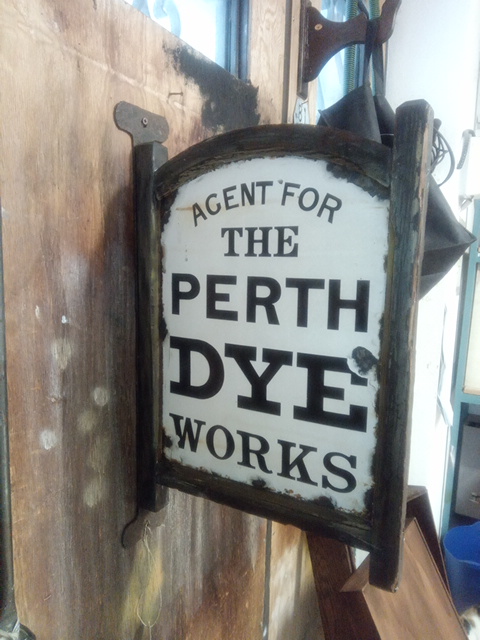 AGENT FOR
THE
PERTH
DYE
WORKS